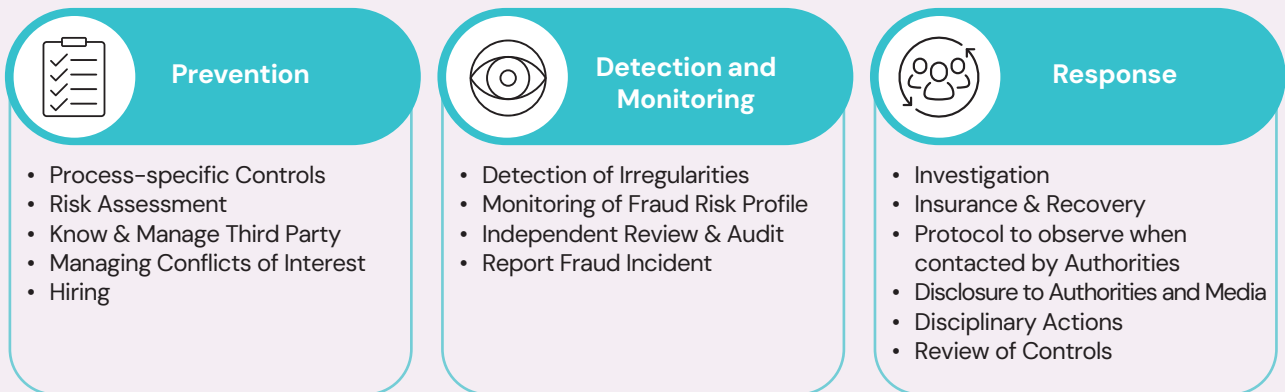 Prevention
• Process-specific Controls
• Risk Assessment
• Know & Manage Third Party
• Managing Conflicts of Interest
• Hiring
Detection and
Monitoring
• Detection of Irregularities
• Monitoring of Fraud Risk Profile
• Independent Review & Audit
• Report Fraud Incident
Response
• Investigation
• Insurance & Recovery
• Protocol to observe when
contacted by Authorities
• Disclosure to Authorities and Media
• Disciplinary Actions
• Review of Controls